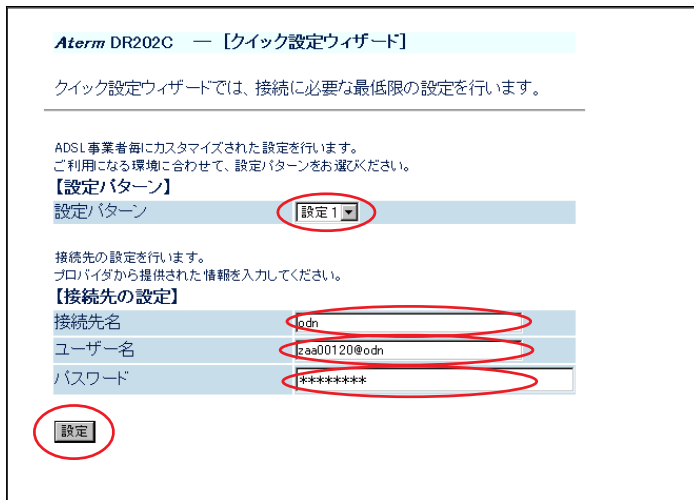 Aterm DR202C ― [クイック設定ウィザード]
クイック設定ウィザードでは、接続に必要な最低限の設定を行います。
ADSL事業者毎にカスタマイズされた設定を行います。
ご利用になる環境に合わせて、設定パターンをお選びください。
【設定パターン】
設定パターン 設定1
接続先の設定を行います。
プロバイダから提供された情報を入力してください。
【接続先の設定】
接続先名 odn
ユーザー名 zaa00120@odn
パスワード ********
設定